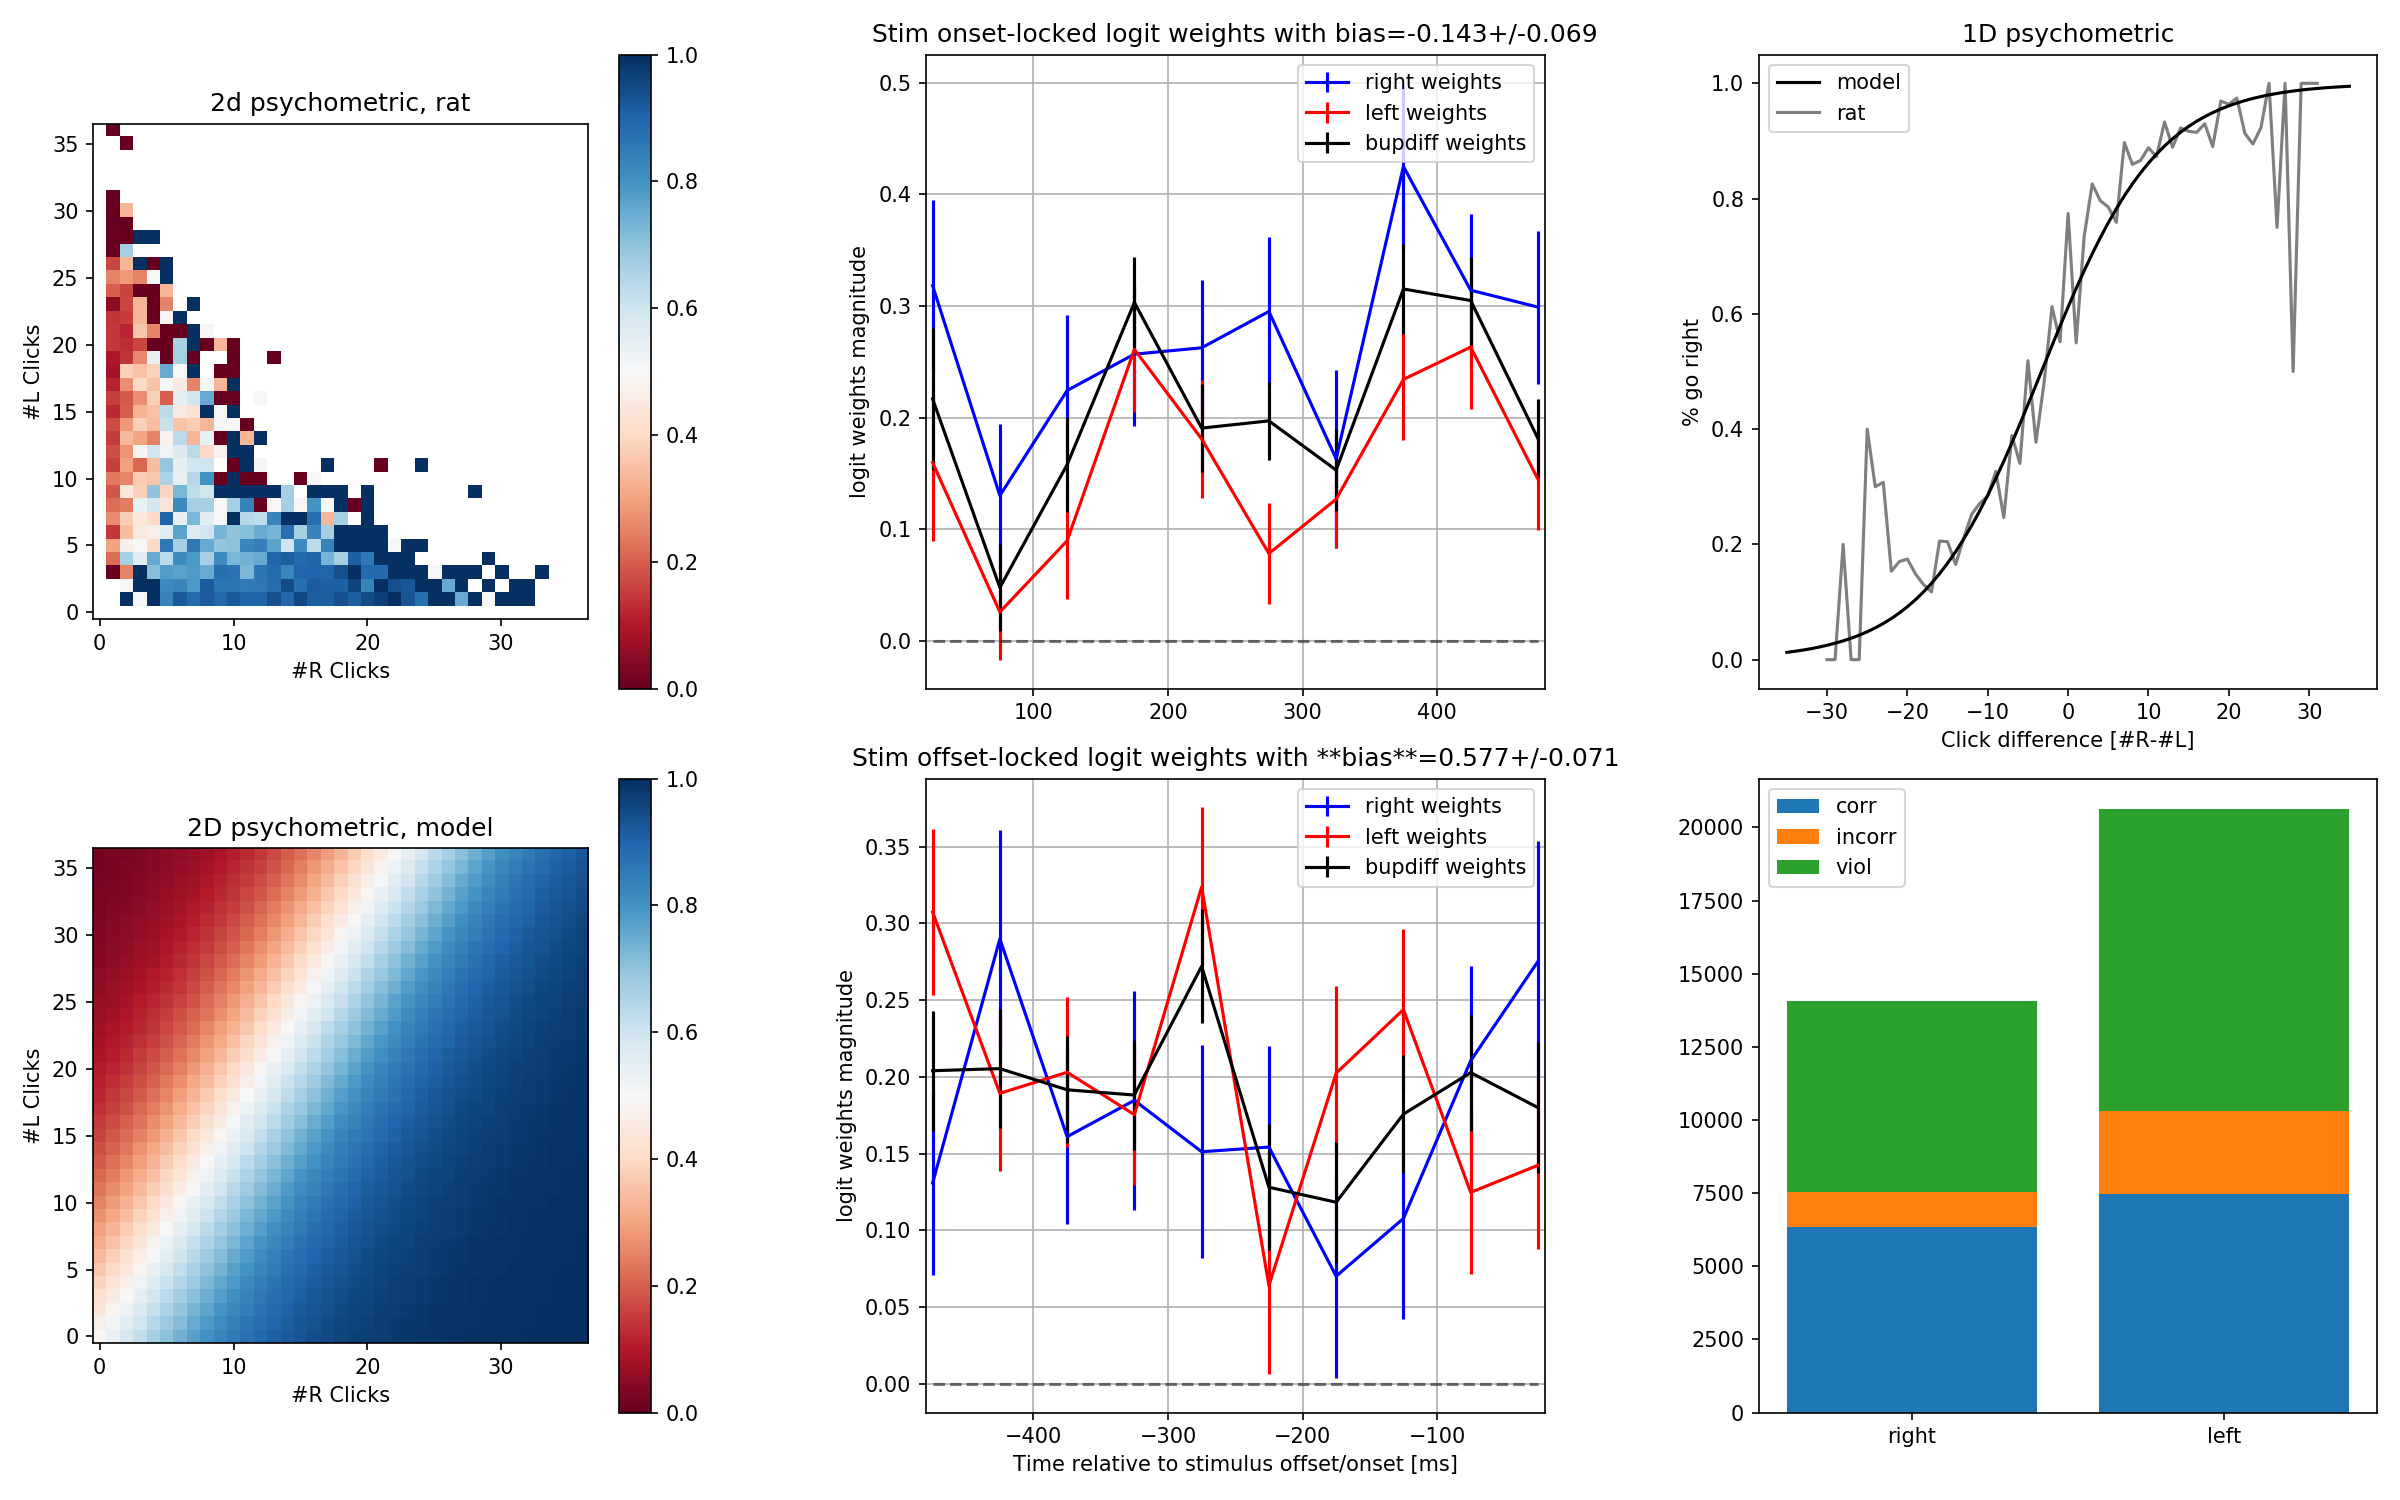 2d psychometric, rat
#L Clicks
35
30
25
20
15
10
5
0
0 10 20 30
#R Clicks
1.0
0.8
0.6
0.4
0.2
0.0
Stim onset-locked logit weights with bias=-0.143+/-0.069
right weights
left weights
bupdiff weights
logit weights magnitude
0.5
0.4
0.3
0.2
0.1
0.0
100 200 300 400
1D psychometric
model
rat
% go right
1.0
0.8
0.6
0.4
0.2
0.0
−30 −20 −10 0 10 20 30
Click difference [#R-#L]
2D psychometric, model
#L Clicks
35
30
25
20
15
10
5
0
0 10 20 30
#R Clicks
1.0
0.8
0.6
0.4
0.2
0.0
Stim offset-locked logit weights with **bias**=0.577+/-0.071
right weights
left weights
bupdiff weights
logit weights magnitude
0.35
0.30
0.25
0.20
0.15
0.10
0.05
0.00
−400 −300 −200 −100
Time relative to stimulus offset/onset [ms]
corr
incorr
viol
20000
17500
15000
12500
10000
7500
5000
2500
0
right left